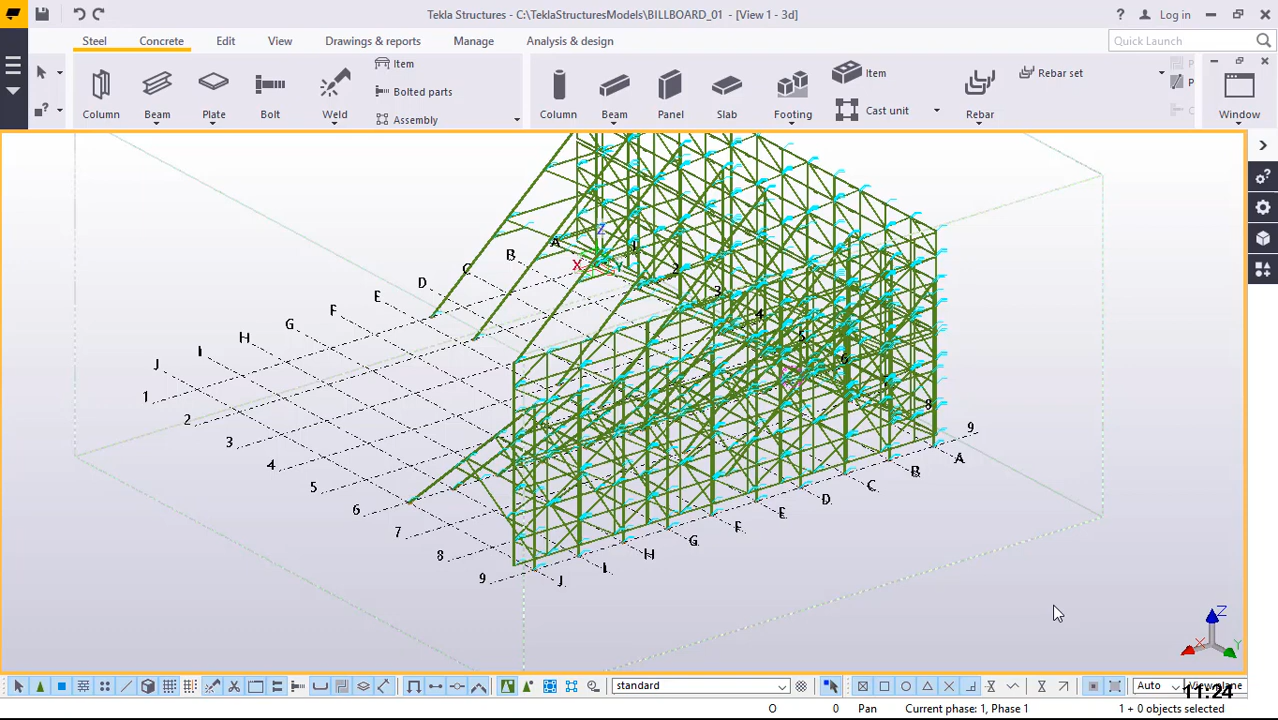 Tekla Structures - C:\TeklaStructuresModels\BILLBOARD_01 - [View 1 - 3d]
? Log in
Steel Concrete Edit View Drawings & reports Manage Analysis & design
Quick Launch
Item
Bolted parts
Assembly
Column Beam Plate Bolt Weld
Column Beam Panel Slab Footing
Item
Cast unit
Rebar
Rebar set
Window
Z
X Y
A 1
B 2
C 3
D 4
E 5
F 6
G
H
I
J
1
2
3
4
5
6
7
8
9
8
9
A
B
C
D
E
F
G
H
I
J
Z
X Y
standard
Auto View plane
11:24
O 0 Pan Current phase: 1, Phase 1 1 + 0 objects selected